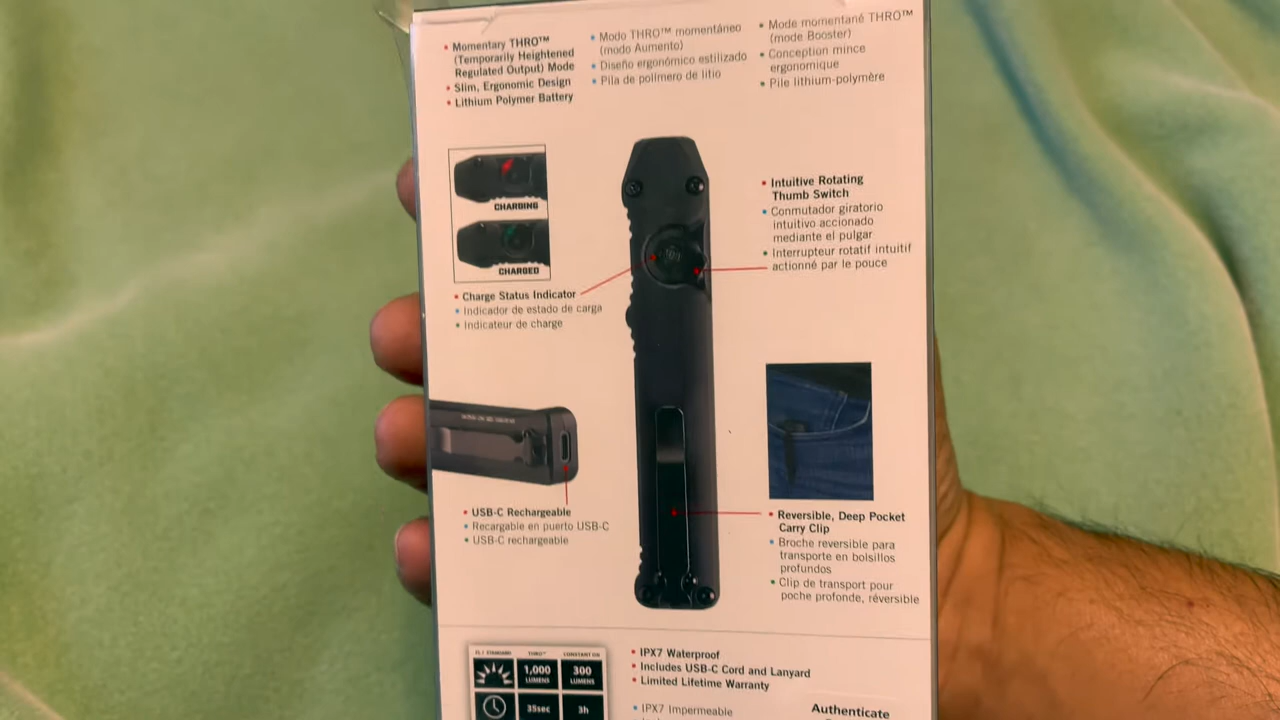 • Momentary THRO™
(Temporarily Heightened
Regulated Output) Mode
• Slim, Ergonomic Design
• Lithium Polymer Battery
• Modo THRO™ momentáneo
(modo Aumento)
• Diseño ergonómico estilizado
• Pila de polímero de litio
• Mode momentané THRO™
(mode Booster)
• Conception mince
ergonomique
• Pile lithium-polymère
CHARGING
CHARGED
• Charge Status Indicator
• Indicador de estado de carga
• Indicateur de charge
• Intuitive Rotating
Thumb Switch
• Conmutador giratorio
intuitivo accionado
mediante el pulgar
• Interrupteur rotatif intuitif
actionné par le pouce
• USB-C Rechargeable
• Recargable en puerto USB-C
• USB-C rechargeable
• Reversible, Deep Pocket
Carry Clip
• Broche reversible para
transporte en bolsillos
profundos
• Clip de transport pour
poche profonde, réversible
FL 1 STANDARD THRO™ CONSTANT ON
1,000 LUMENS 300 LUMENS
35sec 3h
• IPX7 Waterproof
• Includes USB-C Cord and Lanyard
• Limited Lifetime Warranty
• IPX7 Impermeable
Authenticate